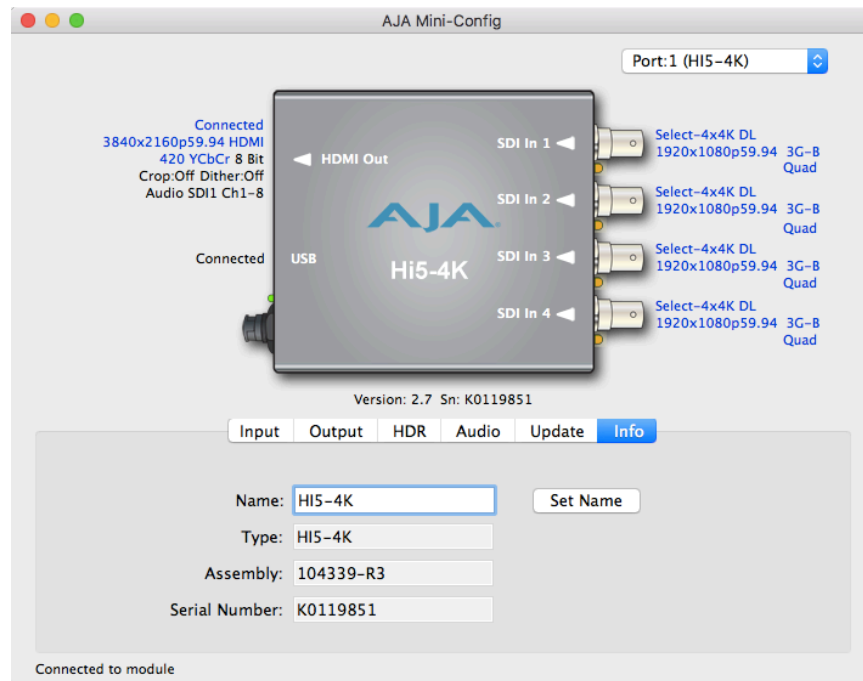 AJA Mini-Config
Port:1 (HI5-4K)
Connected
3840x2160p59.94 HDMI
420 YCbCr 8 Bit
Crop:Off Dither:Off
Audio SDI1 Ch1-8
Connected
HDMI Out
USB
AJA
Hi5-4K
SDI In 1
SDI In 2
SDI In 3
SDI In 4
Select-4x4K DL
1920x1080p59.94 3G-B
Quad
Select-4x4K DL
1920x1080p59.94 3G-B
Quad
Select-4x4K DL
1920x1080p59.94 3G-B
Quad
Select-4x4K DL
1920x1080p59.94 3G-B
Quad
Version: 2.7 Sn: K0119851
Input Output HDR Audio Update Info
Name: HI5-4K Set Name
Type: HI5-4K
Assembly: 104339-R3
Serial Number: K0119851
Connected to module